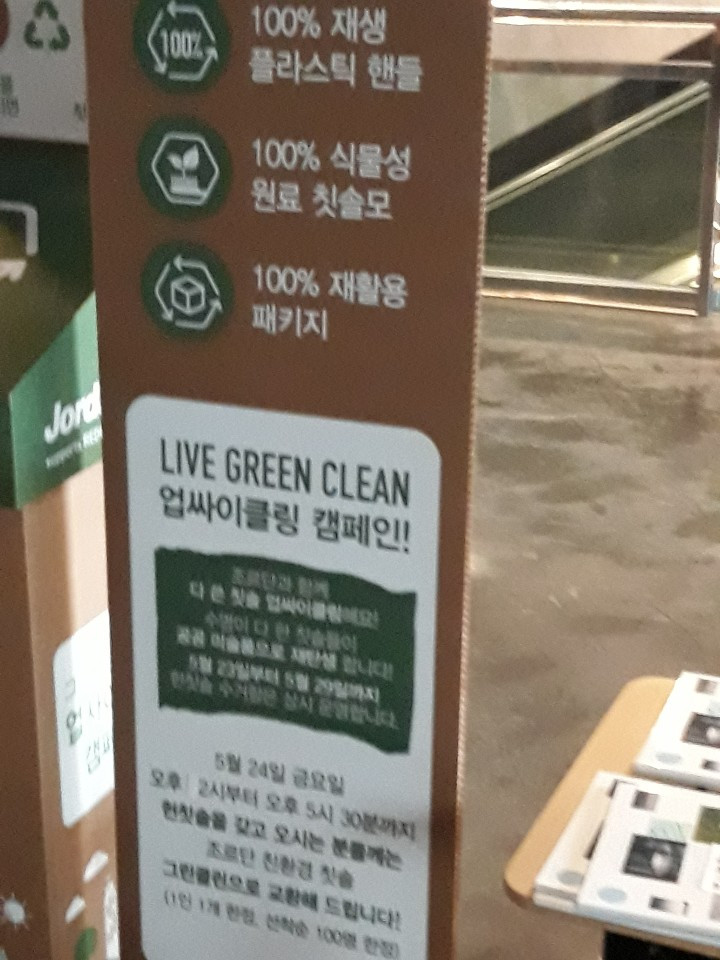 100%
100% 재생
플라스틱 핸들
100% 식물성
원료 칫솔모
100% 재활용
패키지
Jord
LIVE GREEN CLEAN
업싸이클링 캠페인!
조르단과 함께
다 쓴 칫솔 업싸이클링해요!
수명이 다 한 칫솔들이
공공 미술품으로 재탄생 합니다!
5월 23일부터 5월 29일까지
헌칫솔 수거함은 상시 운영합니다.
5월 24일 금요일
오후 2시부터 오후 5시 30분까지
헌칫솔을 갖고 오시는 분들께는
조르단 친환경 칫솔
그린클린으로 교환해 드립니다!
(1인 1개 한정, 선착순 100명 한정)